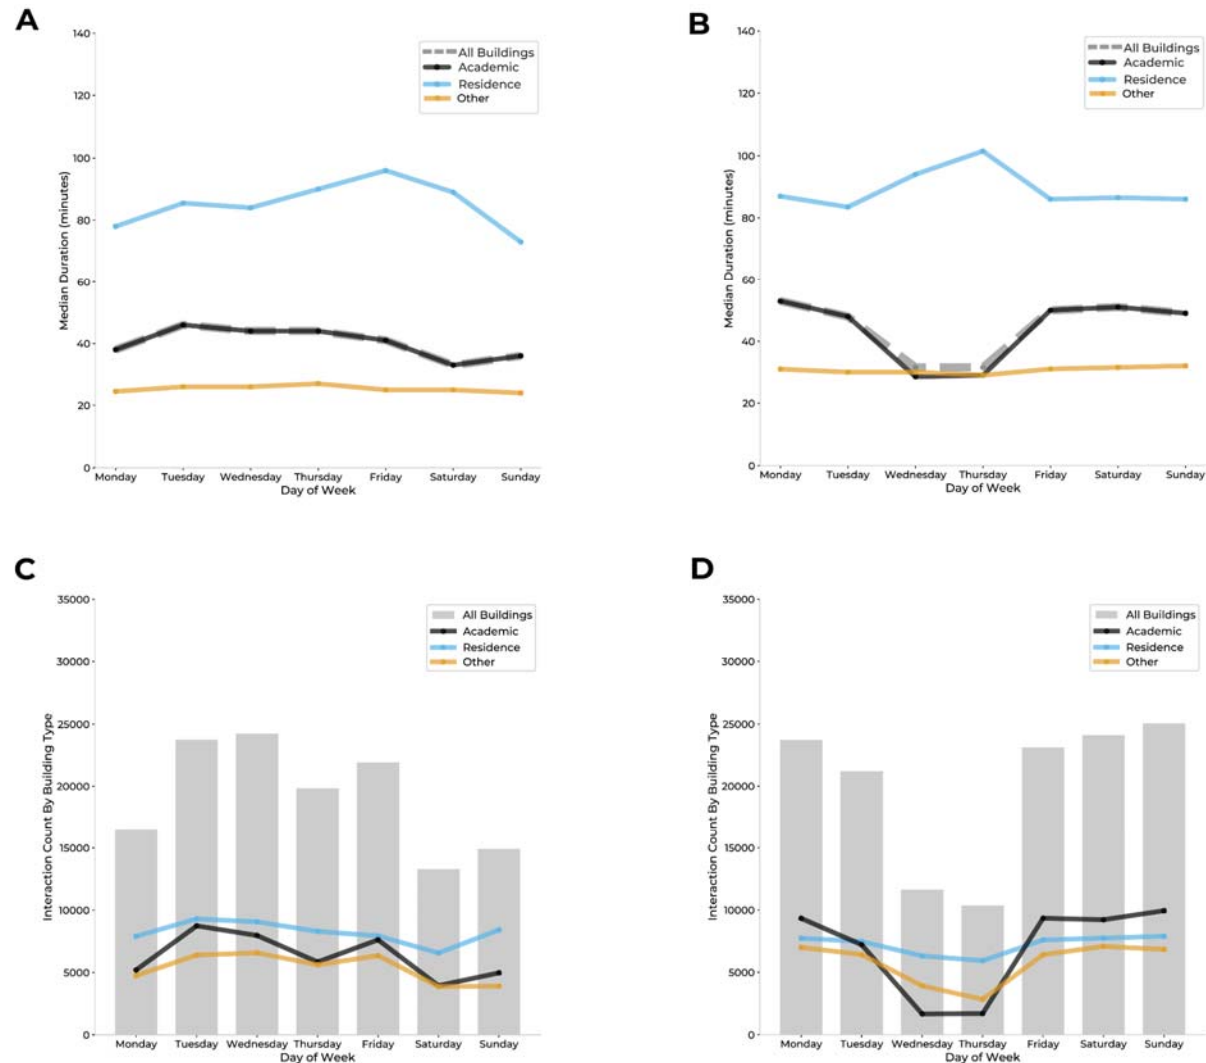 A
140
120
100
80
60
40
20
0
Median Duration (minutes)
All Buildings
Academic
Residence
Other
Monday Tuesday Wednesday Thursday Friday Saturday Sunday
Day of Week
B
140
120
100
80
60
40
20
0
Median Duration (minutes)
All Buildings
Academic
Residence
Other
Monday Tuesday Wednesday Thursday Friday Saturday Sunday
Day of Week
C
35000
30000
25000
20000
15000
10000
5000
0
Interaction Count By Building Type
All Buildings
Academic
Residence
Other
Monday Tuesday Wednesday Thursday Friday Saturday Sunday
Day of Week
D
35000
30000
25000
20000
15000
10000
5000
0
Interaction Count By Building Type
All Buildings
Academic
Residence
Other
Monday Tuesday Wednesday Thursday Friday Saturday Sunday
Day of Week